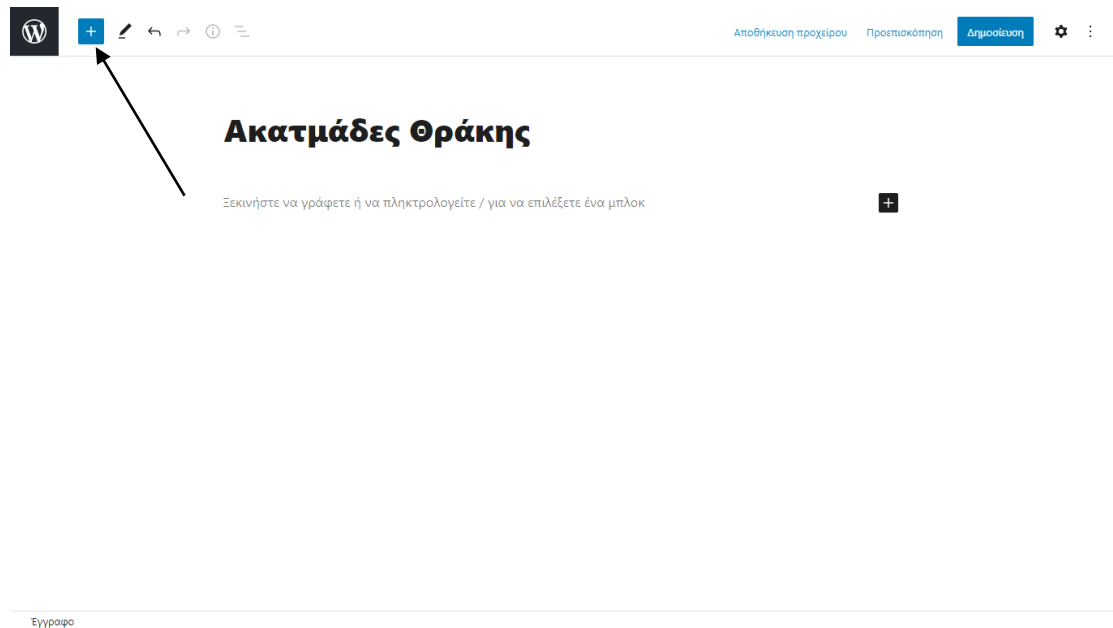 Αποθήκευση προχείρου Προεπισκόπηση Δημοσίευση
Ακατμάδες Θράκης
Ξεκινήστε να γράφετε ή να πληκτρολογείτε / για να επιλέξετε ένα μπλοκ
Έγγραφο